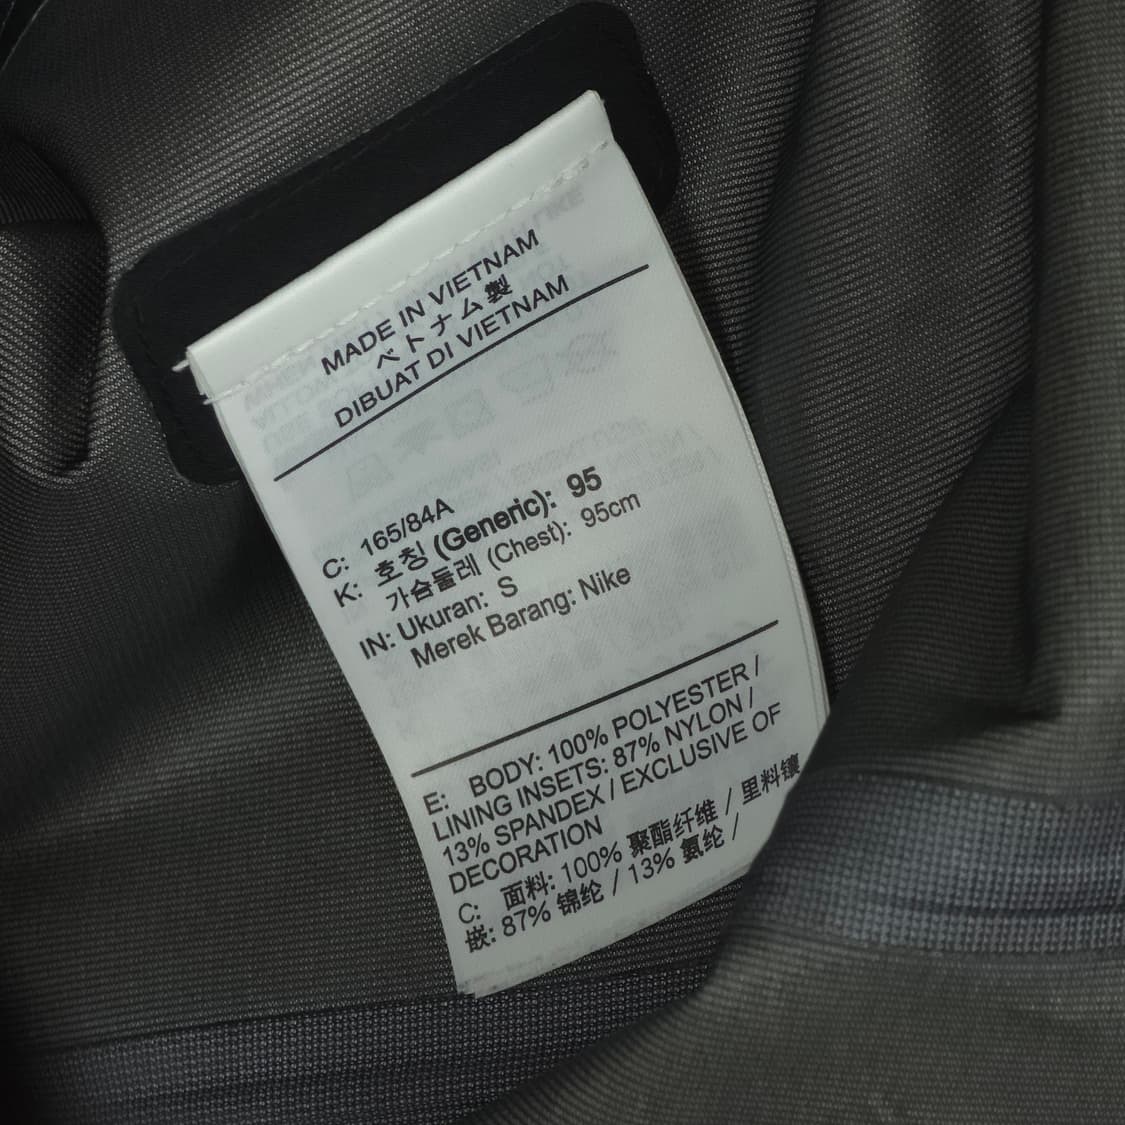 MADE IN VIETNAM
ベトナム製
DIBUAT DI VIETNAM
C: 165/84A
K: 호칭 (Generic): 95
가슴둘레 (Chest): 95cm
IN: Ukuran: S
Merek Barang: Nike
E: BODY: 100% POLYESTER /
LINING INSETS: 87% NYLON /
13% SPANDEX / EXCLUSIVE OF
DECORATION
C: 面料: 100% 聚酯纤维 / 里料镶
嵌: 87% 锦纶 / 13% 氨纶 /